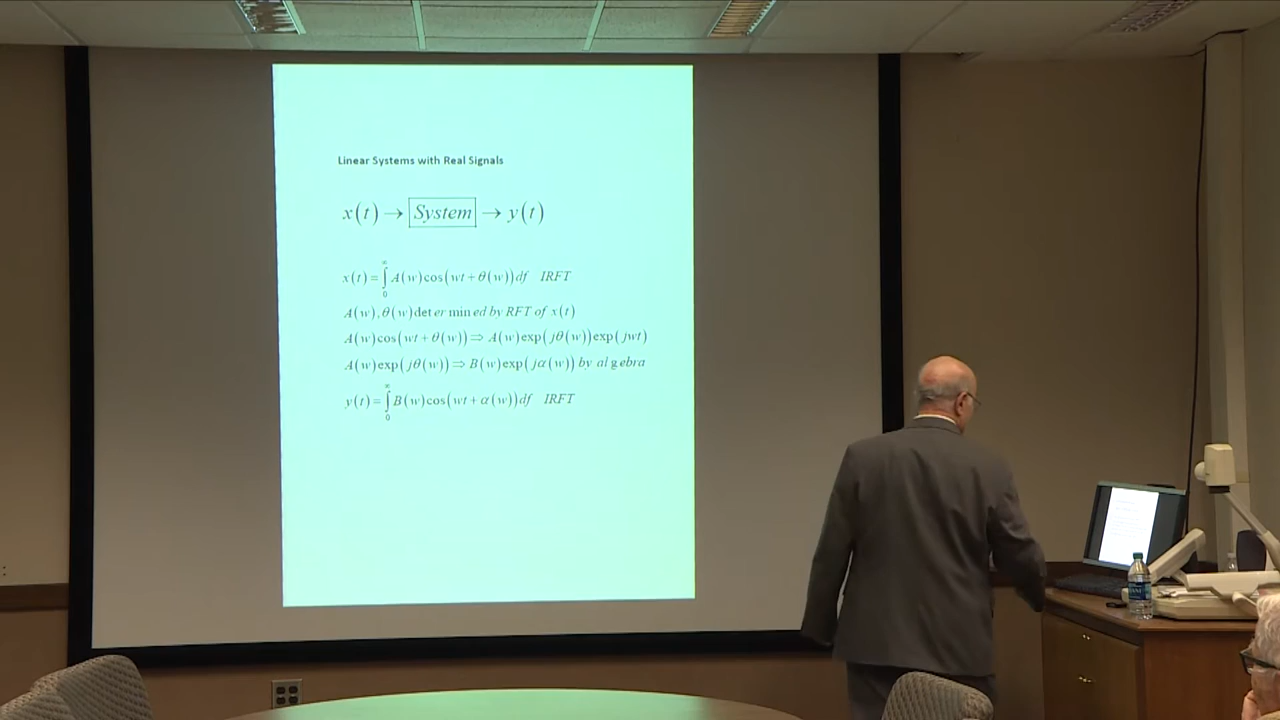 Linear Systems with Real Signals
x(t) → System → y(t)
x(t) = ∫₀^∞ A(w)cos(wt + θ(w))df IRFT
A(w), θ(w) det er min ed by RFT of x(t)
A(w)cos(wt + θ(w)) ⇒ A(w)exp(jθ(w))exp(jwt)
A(w)exp(jθ(w)) ⇒ B(w)exp(jα(w)) by al g ebra
y(t) = ∫₀^∞ B(w)cos(wt + α(w))df IRFT